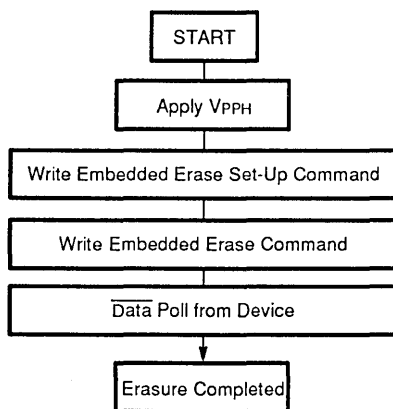 START
Apply VPPH
Write Embedded Erase Set-Up Command
Write Embedded Erase Command
Data Poll from Device
Erasure Completed